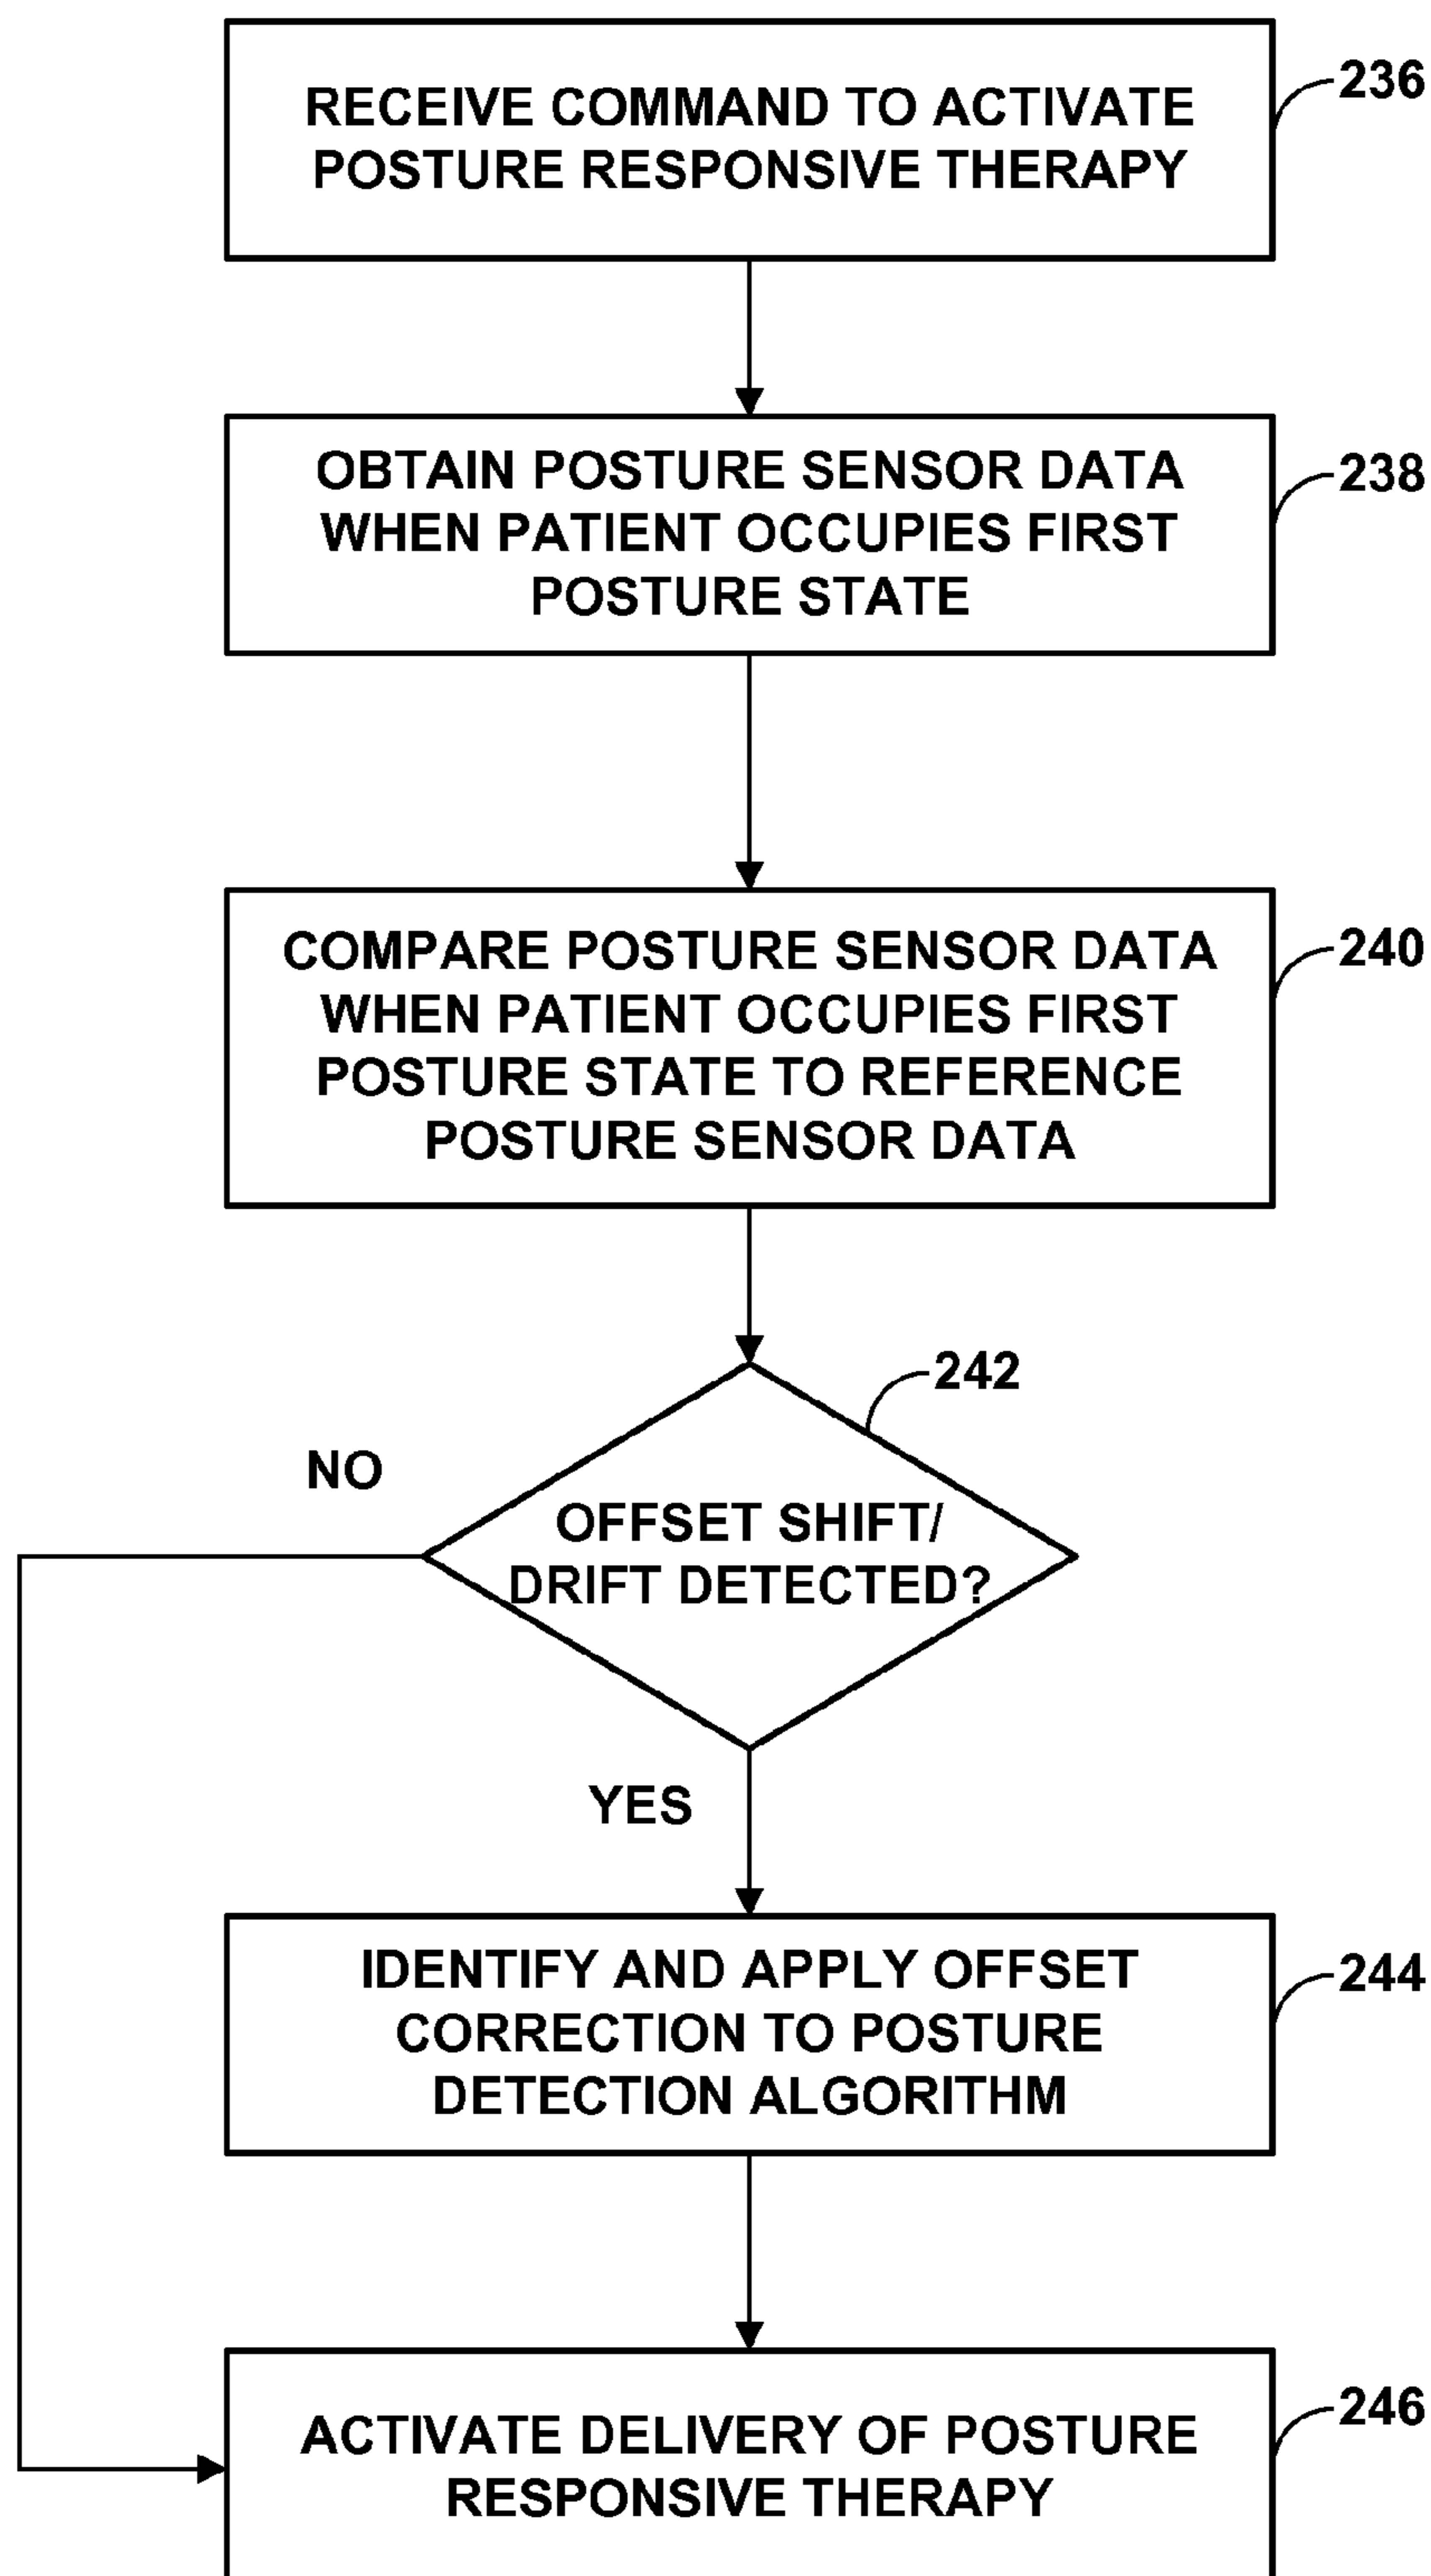 RECEIVE COMMAND TO ACTIVATE
POSTURE RESPONSIVE THERAPY
236
OBTAIN POSTURE SENSOR DATA
WHEN PATIENT OCCUPIES FIRST
POSTURE STATE
238
COMPARE POSTURE SENSOR DATA
WHEN PATIENT OCCUPIES FIRST
POSTURE STATE TO REFERENCE
POSTURE SENSOR DATA
240
242
NO
OFFSET SHIFT/
DRIFT DETECTED?
YES
IDENTIFY AND APPLY OFFSET
CORRECTION TO POSTURE
DETECTION ALGORITHM
244
ACTIVATE DELIVERY OF POSTURE
RESPONSIVE THERAPY
246